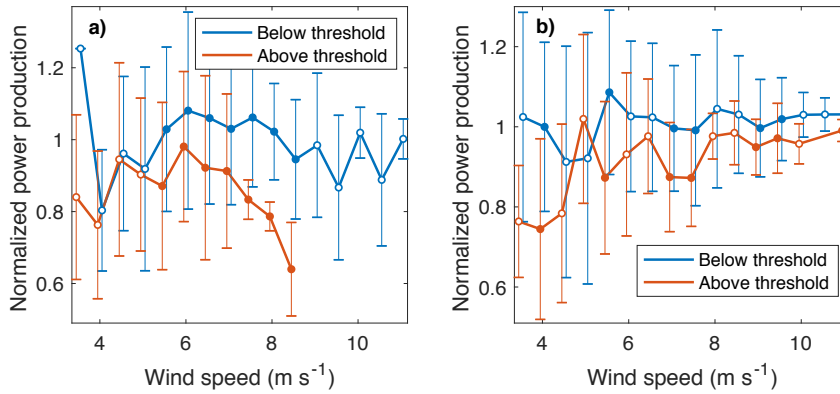 a)
Below threshold
Above threshold
1.2
1
0.8
0.6
4
6
8
10
Wind speed (m s⁻¹)
Normalized power production
b)
Below threshold
Above threshold
1.2
1
0.8
0.6
4
6
8
10
Wind speed (m s⁻¹)
Normalized power production